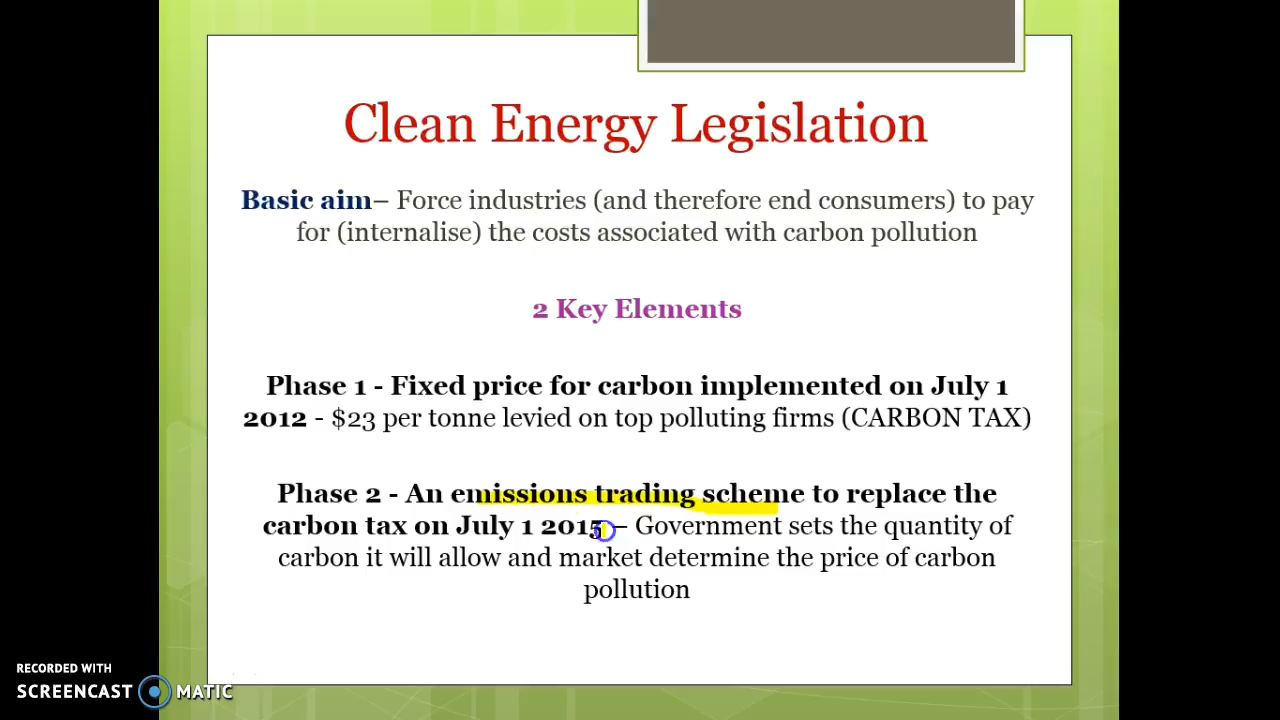 Clean Energy Legislation
Basic aim– Force industries (and therefore end consumers) to pay
for (internalise) the costs associated with carbon pollution
2 Key Elements
Phase 1 - Fixed price for carbon implemented on July 1
2012 - $23 per tonne levied on top polluting firms (CARBON TAX)
Phase 2 - An emissions trading scheme to replace the
carbon tax on July 1 2015 – Government sets the quantity of
carbon it will allow and market determine the price of carbon
pollution
RECORDED WITH
SCREENCAST MATIC